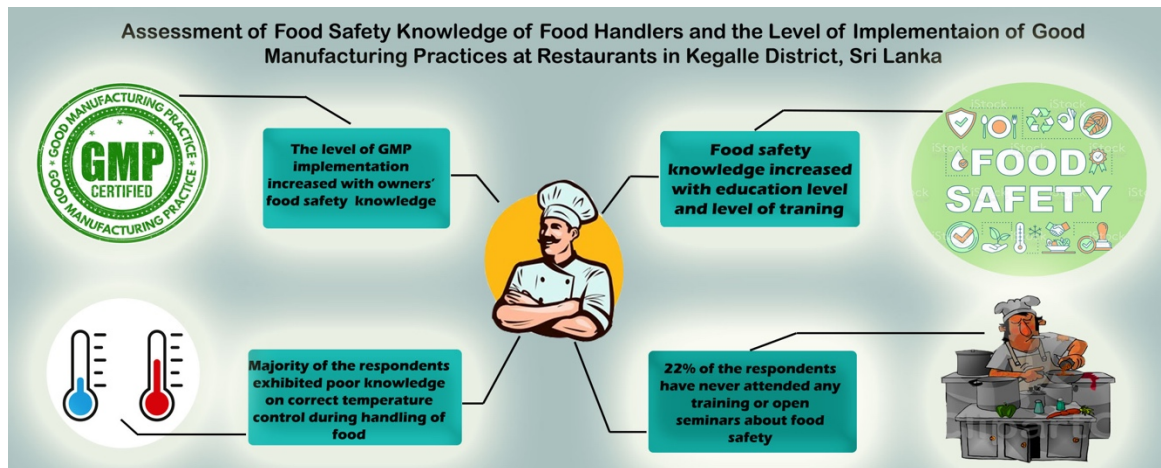 Assessment of Food Safety Knowledge of Food Handlers and the Level of Implementaion of Good
Manufacturing Practices at Restaurants in Kegalle District, Sri Lanka
GOOD MANUFACTURING PRACTICE
GMP
CERTIFIED
GOOD MANUFACTURING PRACTICE
The level of GMP
implementation
increased with owners'
food safety knowledge
Food safety
knowledge increased
with education level
and level of traning
iStock
iStock
FOOD
SAFETY
Majority of the respondents
exhibited poor knowledge
on correct temperature
control during handling of
food
22% of the respondents
have never attended any
training or open
seminars about food
safety